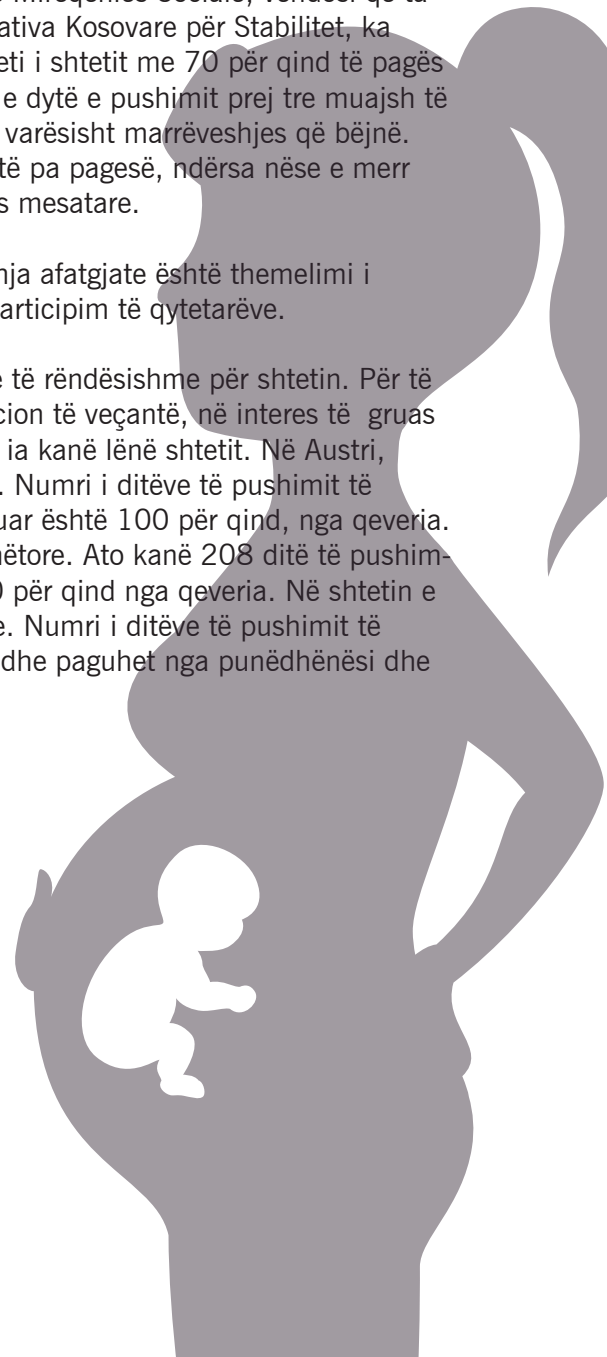 Mirëqenies Sociale, vendosi që ta
ativa Kosovare për Stabilitet, ka
eti i shtetit me 70 për qind të pagës
e dytë e pushimit prej tre muajsh të
varësisht marrëveshjes që bëjnë.
të pa pagesë, ndërsa nëse e merr
s mesatare.
nja afatgjate është themelimi i
articipim të qytetarëve.
e të rëndësishme për shtetin. Për të
cion të veçantë, në interes të  gruas
ia kanë lënë shtetit. Në Austri,
. Numri i ditëve të pushimit të
uar është 100 për qind, nga qeveria.
ëtore. Ato kanë 208 ditë të pushim-
0 për qind nga qeveria. Në shtetin e
e. Numri i ditëve të pushimit të
dhe paguhet nga punëdhënësi dhe